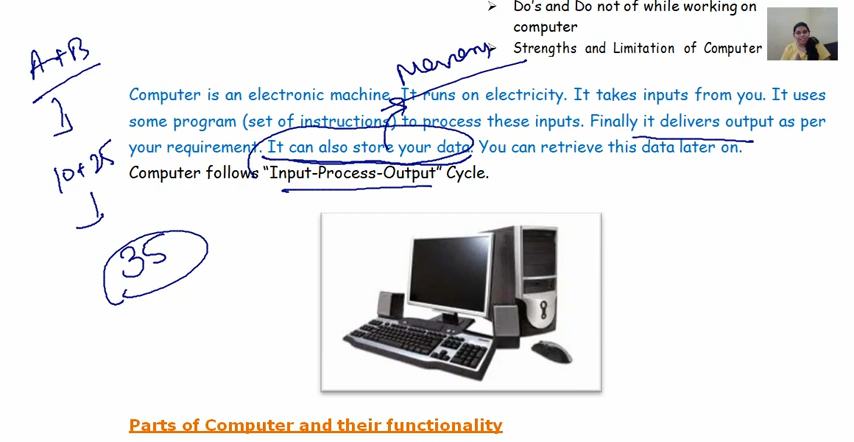 ➢ Do's and Do not of while working on
computer
➢ Strengths and Limitation of Computer
A+B
Memory
Computer is an electronic machine. It runs on electricity. It takes inputs from you. It uses
some program (set of instructions) to process these inputs. Finally it delivers output as per
your requirement. It can also store your data. You can retrieve this data later on.
Computer follows “Input-Process-Output” Cycle.
10+25
35
Parts of Computer and their functionality